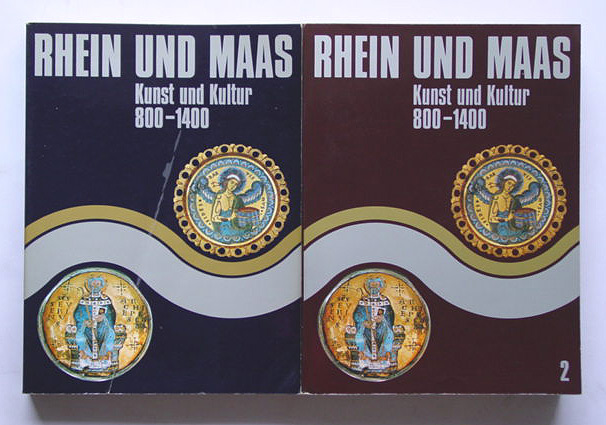 RHEIN UND MAAS
Kunst und Kultur
800–1400
RHEIN UND MAAS
Kunst und Kultur
800–1400
2